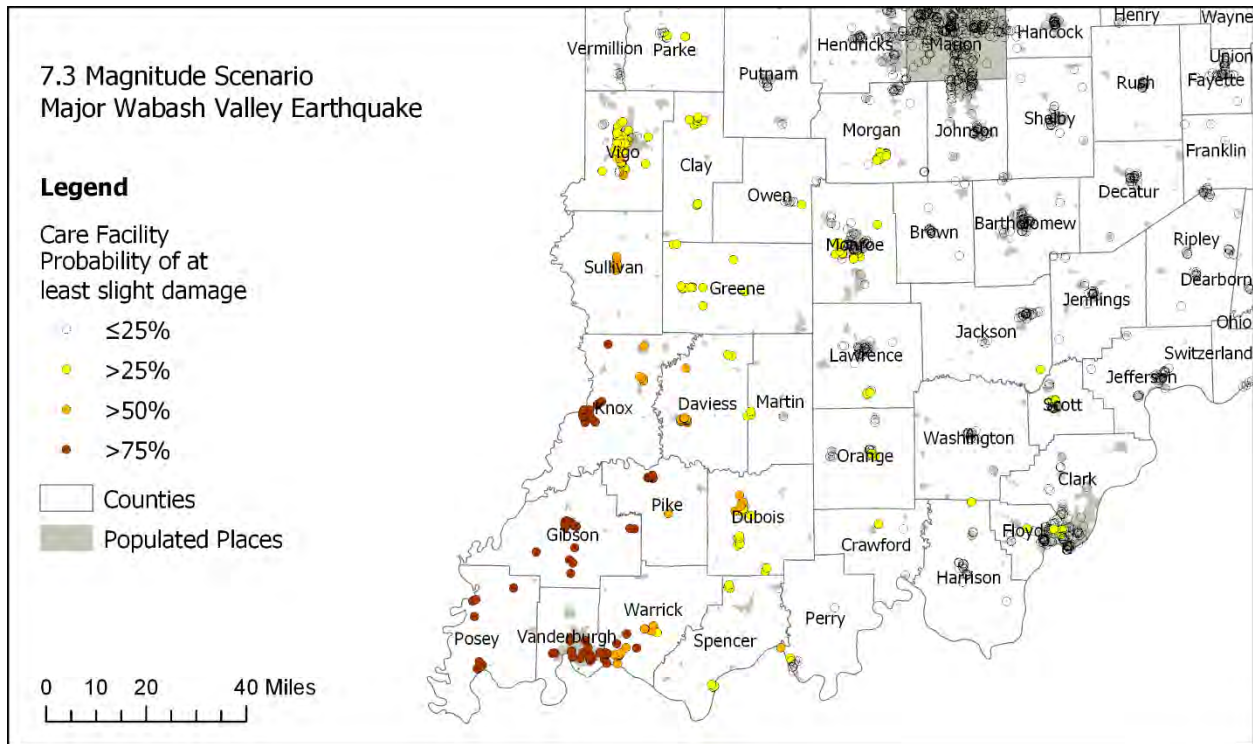 7.3 Magnitude Scenario
Major Wabash Valley Earthquake
Legend
Care Facility
Probability of at
least slight damage
≤25%
>25%
>50%
>75%
Counties
Populated Places
0 10 20 40 Miles
Henry
Wayne
Vermillion
Parke
Hendricks
Marion
Hancock
Putnam
Rush
Union
Fayette
Morgan
Johnson
Shelby
Vigo
Clay
Franklin
Owen
Decatur
Monroe
Brown
Bartholomew
Sullivan
Greene
Ripley
Dearborn
Jennings
Jackson
Ohio
Lawrence
Switzerland
Jefferson
Knox
Daviess
Martin
Scott
Washington
Orange
Clark
Pike
Dubois
Gibson
Crawford
Floyd
Harrison
Warrick
Perry
Posey
Vanderburgh
Spencer